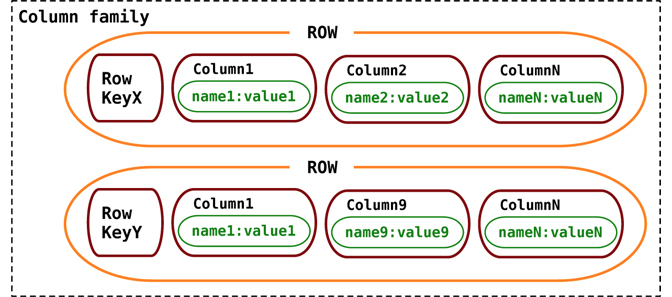 Column family
ROW
Row
KeyX
Column1
name1:value1
Column2
name2:value2
ColumnN
nameN:valueN
ROW
Row
KeyY
Column1
name1:value1
Column9
name9:value9
ColumnN
nameN:valueN